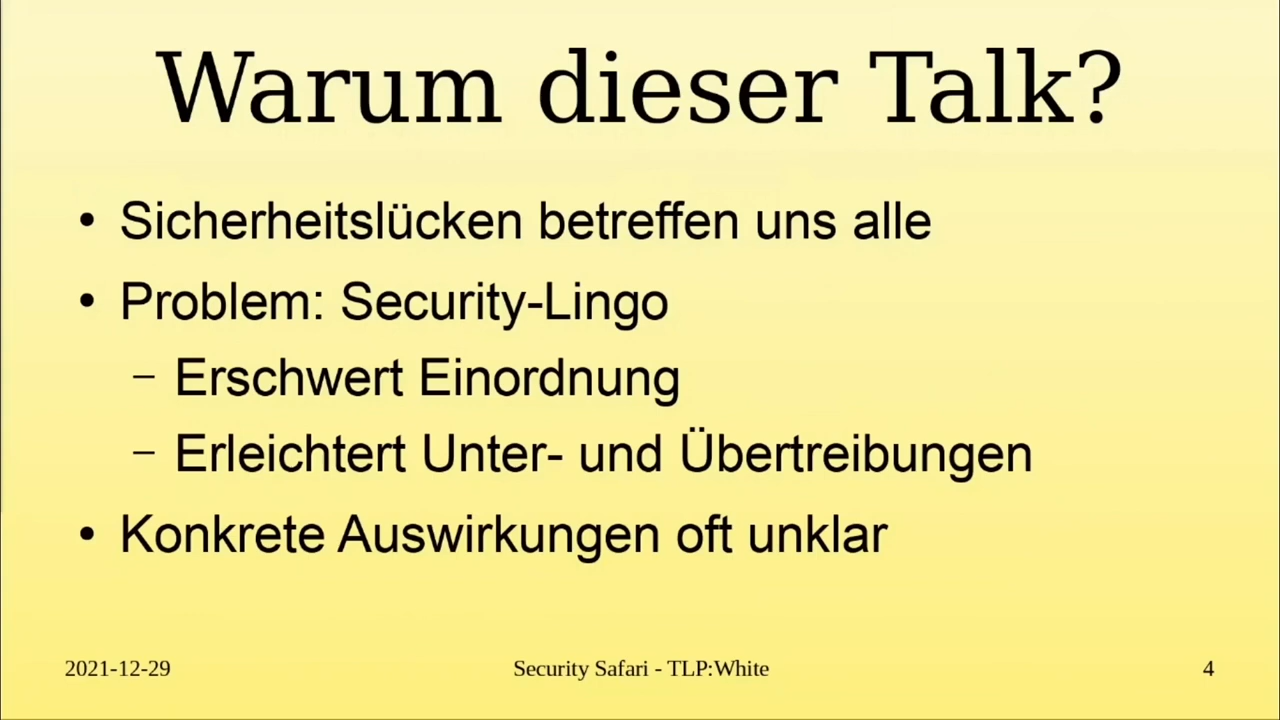 Warum dieser Talk?
• Sicherheitslücken betreffen uns alle
• Problem: Security-Lingo
– Erschwert Einordnung
– Erleichtert Unter- und Übertreibungen
• Konkrete Auswirkungen oft unklar
2021-12-29
Security Safari - TLP:White
4